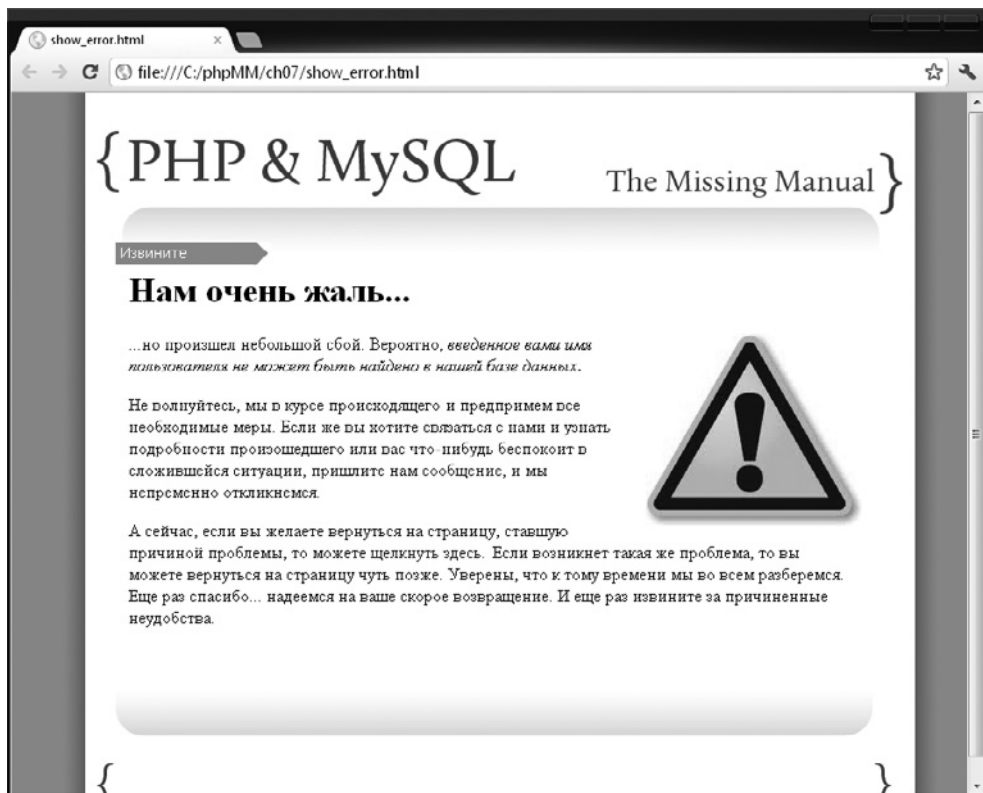 show_error.html
file:///C:/phpMM/ch07/show_error.html
{PHP & MySQL
The Missing Manual}
Извините
Нам очень жаль...
...но произшел небольшой сбой. Вероятно, введенное вами имя
пользователя не может быть найдено в нашей базе данных.
Не волнуйтесь, мы в курсе происходящего и предпримем все
необходимые меры. Если же вы хотите связаться с нами и узнать
подробности произошедшего или вас что-нибудь беспокоит в
сложившейся ситуации, пришлите нам сообщение, и мы
непременно откликнемся.
А сейчас, если вы желаете вернуться на страницу, ставшую
причиной проблемы, то можете щелкнуть здесь. Если возникнет такая же проблема, то вы
можете вернуться на страницу чуть позже. Уверены, что к тому времени мы во всем разберемся.
Еще раз спасибо... надеемся на ваше скорое возвращение. И еще раз извините за причиненные
неудобства.
{ }